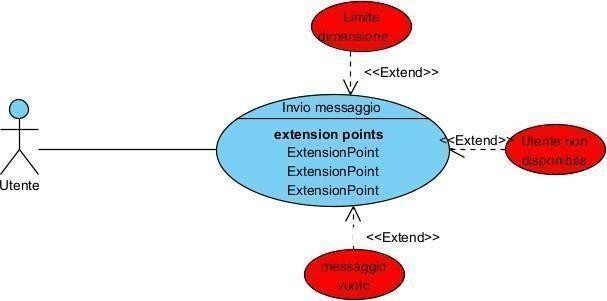 Limite
dimensione
<<Extend>>
Invio messaggio
extension points
ExtensionPoint
ExtensionPoint
ExtensionPoint
<<Extend>>
Utente non
disponibile
Utente
<<Extend>>
messaggio
vuoto